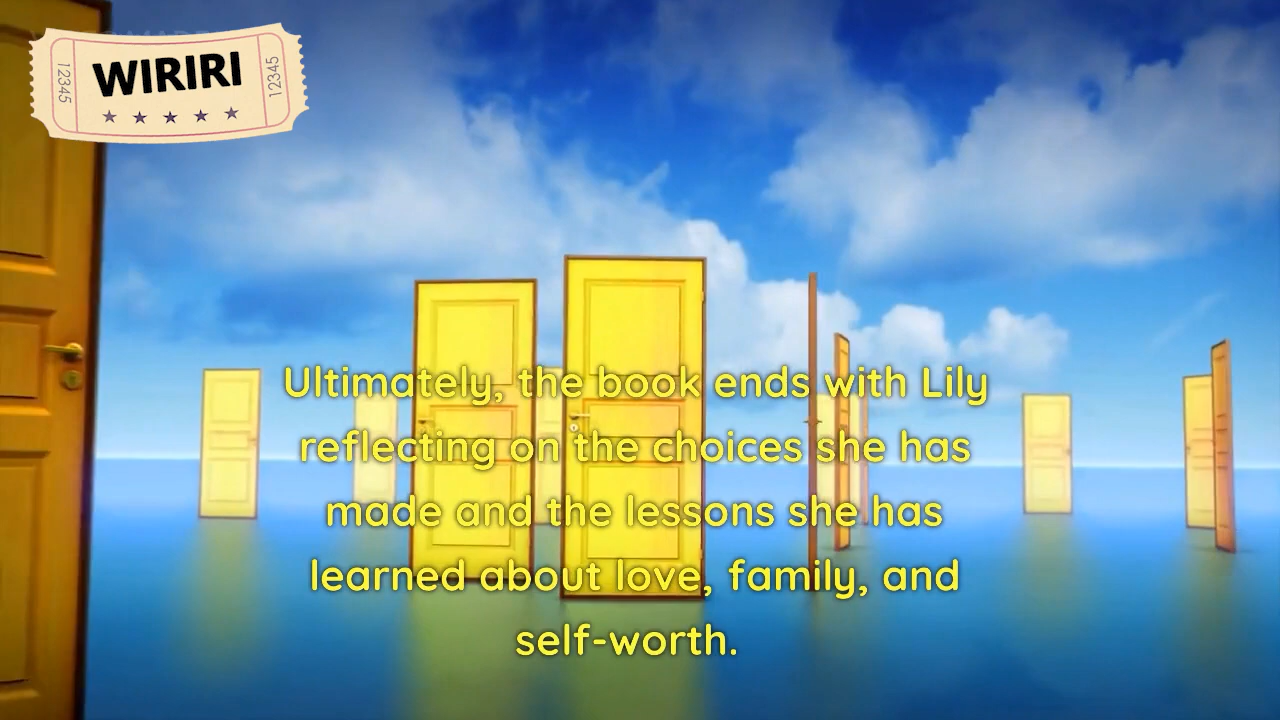 WIRIRI
12345
12345
Ultimately, the book ends with Lily
reflecting on the choices she has
made and the lessons she has
learned about love, family, and
self-worth.